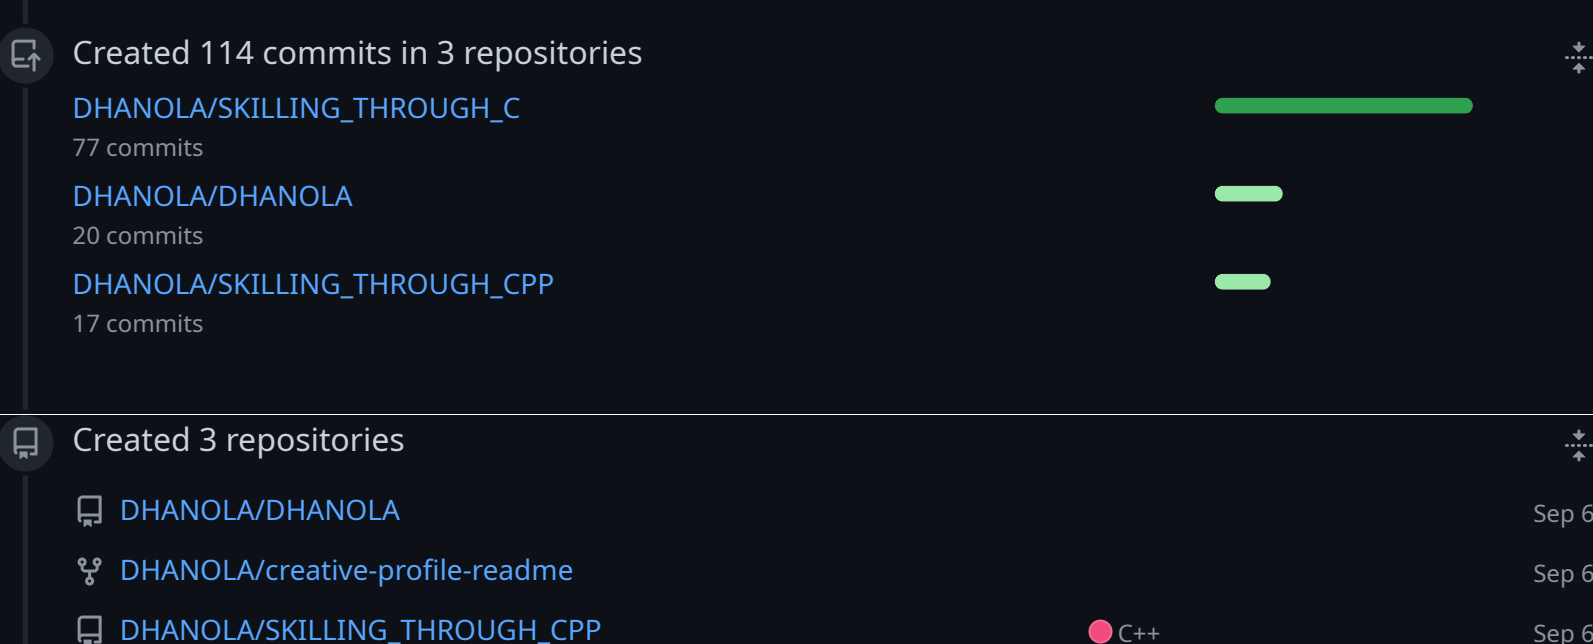 Created 114 commits in 3 repositories
DHANOLA/SKILLING_THROUGH_C
77 commits
DHANOLA/DHANOLA
20 commits
DHANOLA/SKILLING_THROUGH_CPP
17 commits
Created 3 repositories
DHANOLA/DHANOLA Sep 6
DHANOLA/creative-profile-readme Sep 6
DHANOLA/SKILLING_THROUGH_CPP C++ Sep 6